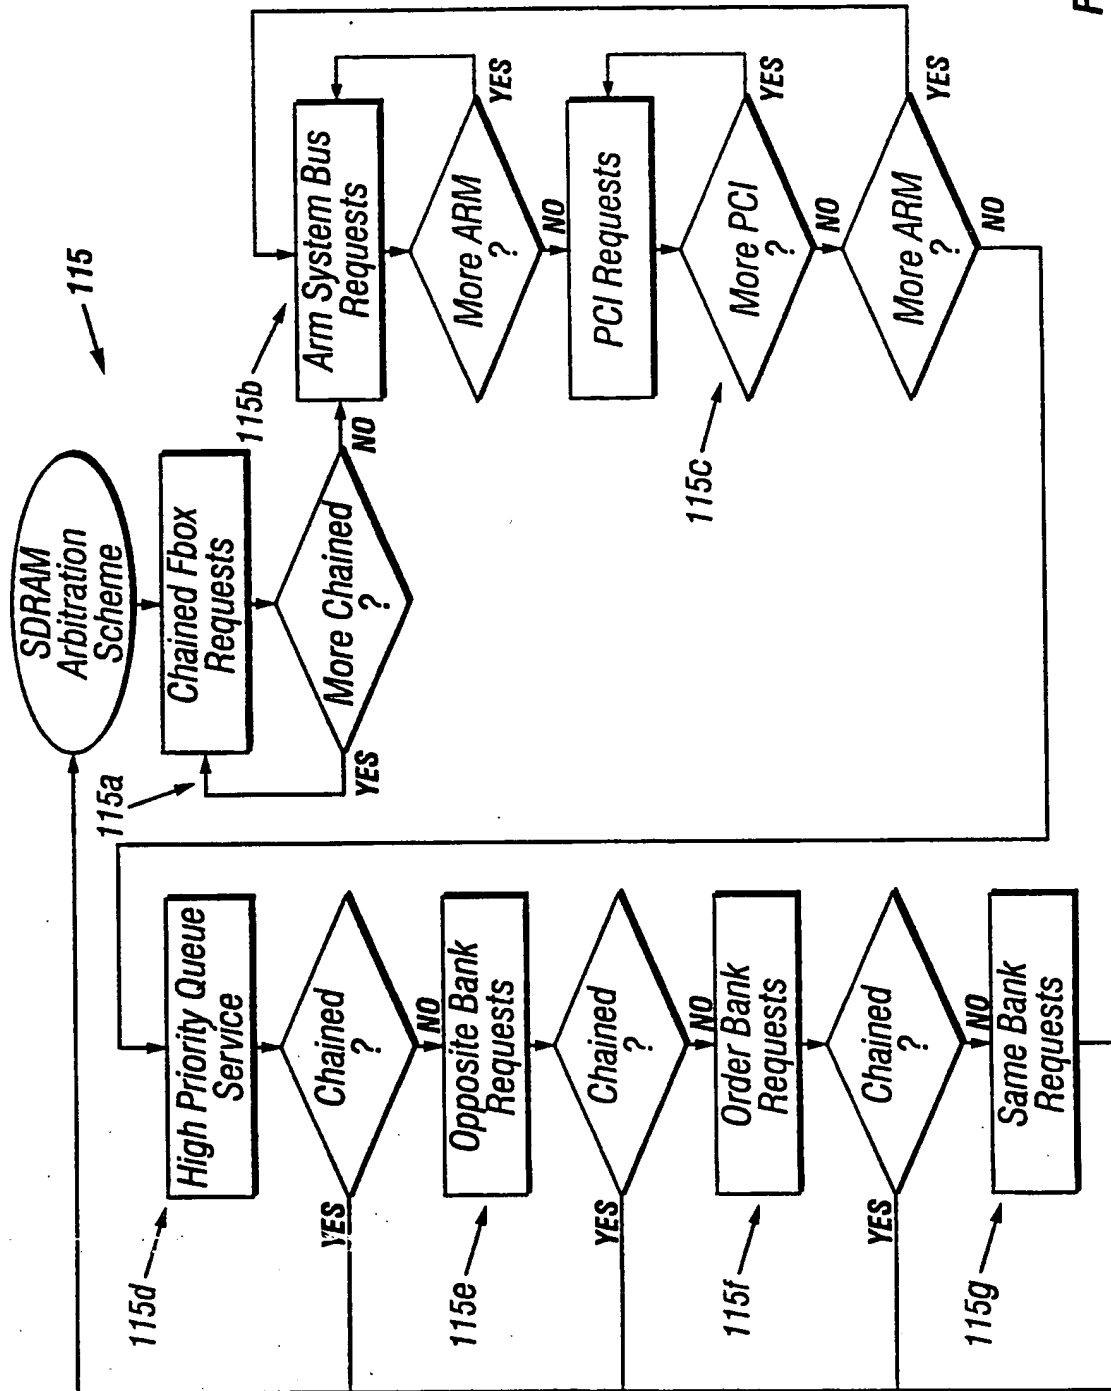 115
SDRAM
Arbitration
Scheme
115a
Chained Fbox
Requests
More Chained
?
YES
NO
115b
Arm System Bus
Requests
More ARM
?
YES
NO
PCI Requests
115c
More PCI
?
YES
NO
More ARM
?
YES
NO
115d
High Priority Queue
Service
Chained
?
YES
NO
115e
Opposite Bank
Requests
Chained
?
YES
NO
115f
Order Bank
Requests
Chained
?
YES
NO
115g
Same Bank
Requests